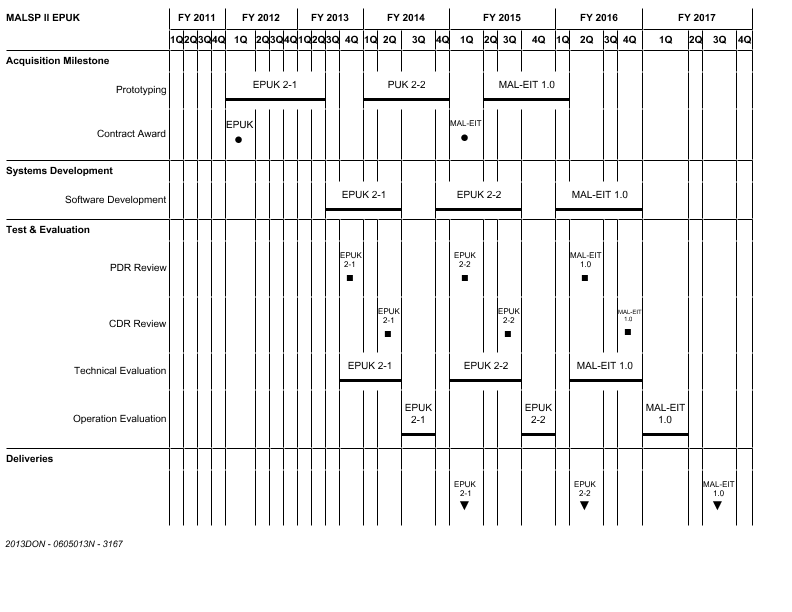 MALSP II EPUK FY 2011 FY 2012 FY 2013 FY 2014 FY 2015 FY 2016 FY 2017
1Q 2Q 3Q 4Q 1Q 2Q 3Q 4Q 1Q 2Q 3Q 4Q 1Q 2Q 3Q 4Q 1Q 2Q 3Q 4Q 1Q 2Q 3Q 4Q 1Q 2Q 3Q 4Q
Acquisition Milestone
Prototyping EPUK 2-1 PUK 2-2 MAL-EIT 1.0
Contract Award EPUK MAL-EIT
Systems Development
Software Development EPUK 2-1 EPUK 2-2 MAL-EIT 1.0
Test & Evaluation
EPUK EPUK MAL-EIT
2-1 2-2 1.0
PDR Review
EPUK EPUK MAL-EIT
2-1 2-2 1.0
CDR Review
Technical Evaluation EPUK 2-1 EPUK 2-2 MAL-EIT 1.0
EPUK EPUK MAL-EIT
Operation Evaluation 2-1 2-2 1.0
Deliveries
EPUK EPUK MAL-EIT
2-1 2-2 1.0
2013DON - 0605013N - 3167